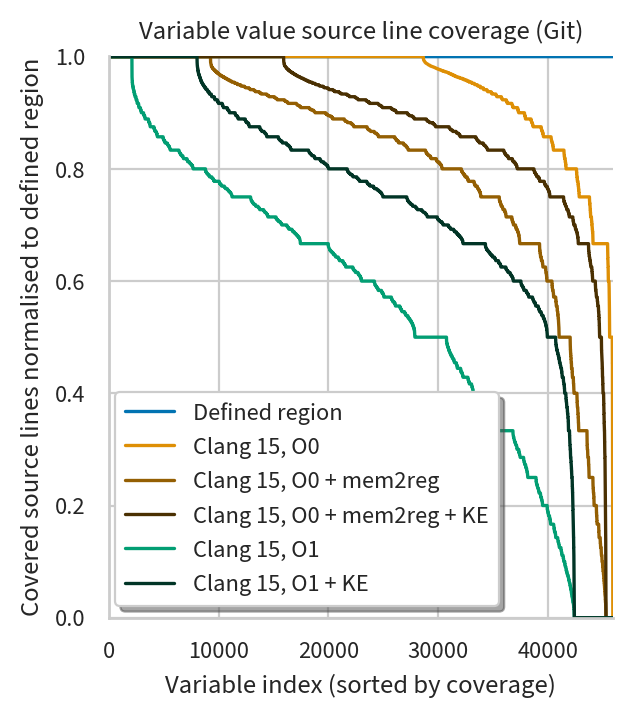 Variable value source line coverage (Git)
Covered source lines normalised to defined region
1.0
0.8
0.6
0.4
0.2
0.0
Defined region
Clang 15, O0
Clang 15, O0 + mem2reg
Clang 15, O0 + mem2reg + KE
Clang 15, O1
Clang 15, O1 + KE
0 10000 20000 30000 40000
Variable index (sorted by coverage)